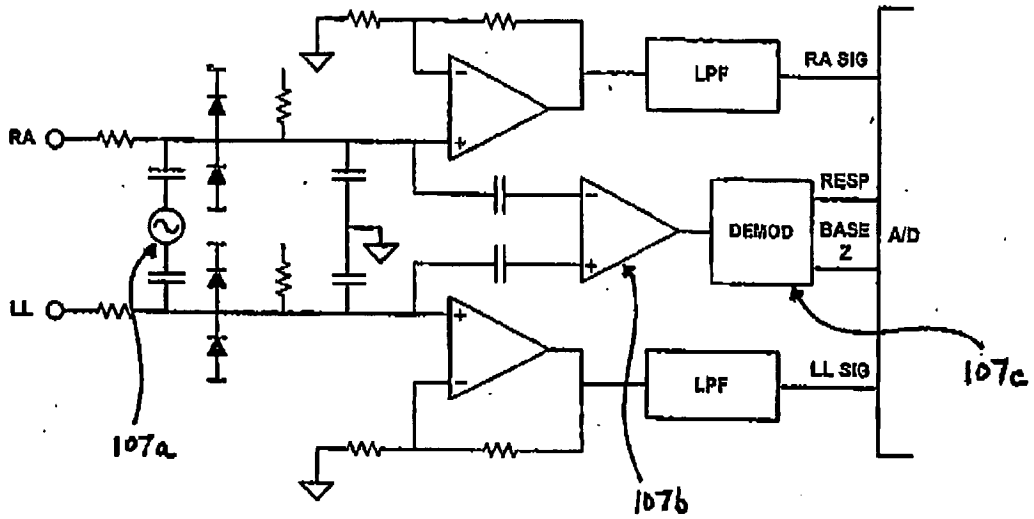 LPF
RA SIG
RA
RESP
DEMOD
BASE
Z
A/D
LL
LPF
LL SIG
107a
107b
107c